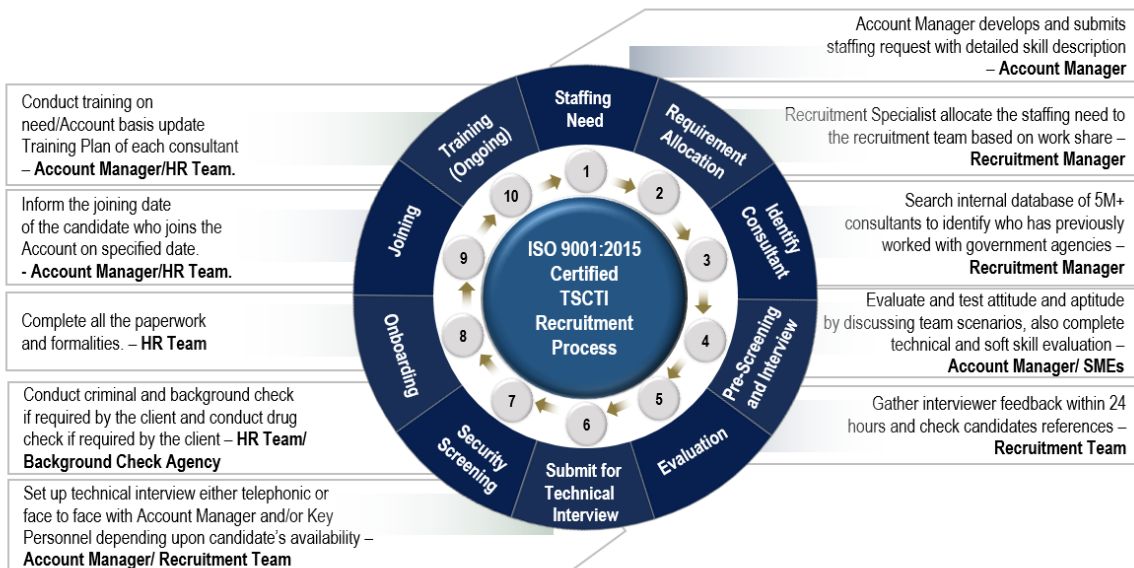 Account Manager develops and submits
staffing request with detailed skill description
– Account Manager
Recruitment Specialist allocate the staffing need to
the recruitment team based on work share –
Recruitment Manager
Search internal database of 5M+
consultants to identify who has previously
worked with government agencies –
Recruitment Manager
Evaluate and test attitude and aptitude
by discussing team scenarios, also complete
technical and soft skill evaluation –
Account Manager/ SMEs
Gather interviewer feedback within 24
hours and check candidates references –
Recruitment Team
Set up technical interview either telephonic or
face to face with Account Manager and/or Key
Personnel depending upon candidate’s availability –
Account Manager/ Recruitment Team
Conduct criminal and background check
if required by the client and conduct drug
check if required by the client – HR Team/
Background Check Agency
Complete all the paperwork
and formalities. – HR Team
Inform the joining date
of the candidate who joins the
Account on specified date.
- Account Manager/HR Team.
Conduct training on
need/Account basis update
Training Plan of each consultant
– Account Manager/HR Team.
Staffing
Need
Requirement
Allocation
Identify
Consultant
Pre-Screening
and Interview
Evaluation
Submit for
Technical
Interview
Security
Screening
Onboarding
Joining
Training
(Ongoing)
1
2
3
4
5
6
7
8
9
10
ISO 9001:2015
Certified
TSCTI
Recruitment
Process